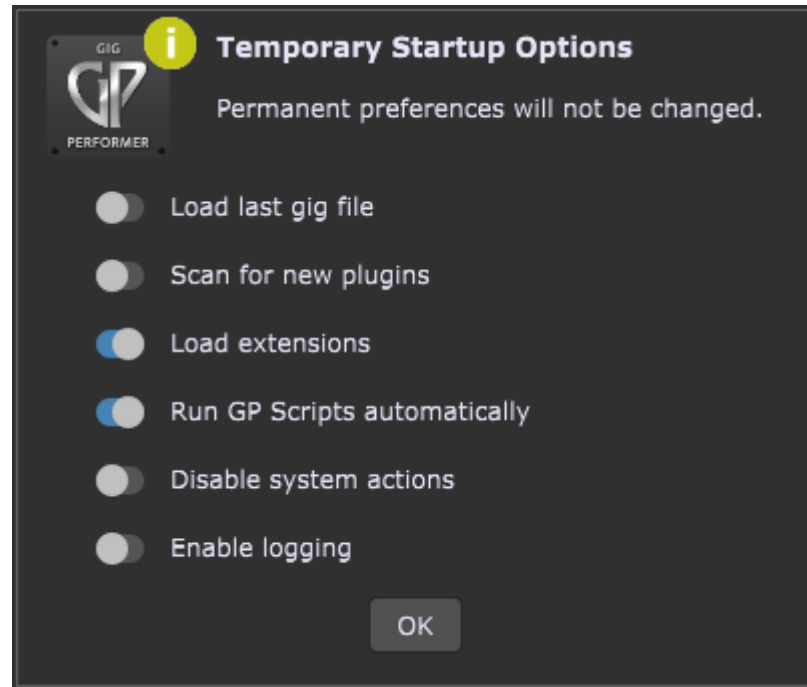 GIG
GP
PERFORMER
i
Temporary Startup Options
Permanent preferences will not be changed.
Load last gig file
Scan for new plugins
Load extensions
Run GP Scripts automatically
Disable system actions
Enable logging
OK